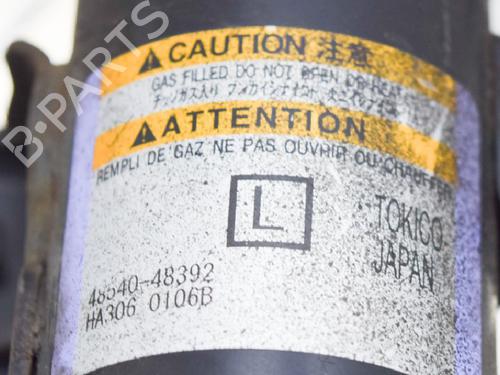 B·PARTS
CAUTION 注意
GAS FILLED. DO NOT OPEN OR HEAT
ATTENTION
REMPLI DE GAZ NE PAS OUVRIR OU CHAUFFER
L
TOKICO
JAPAN
48540-48392
HA306 0106B